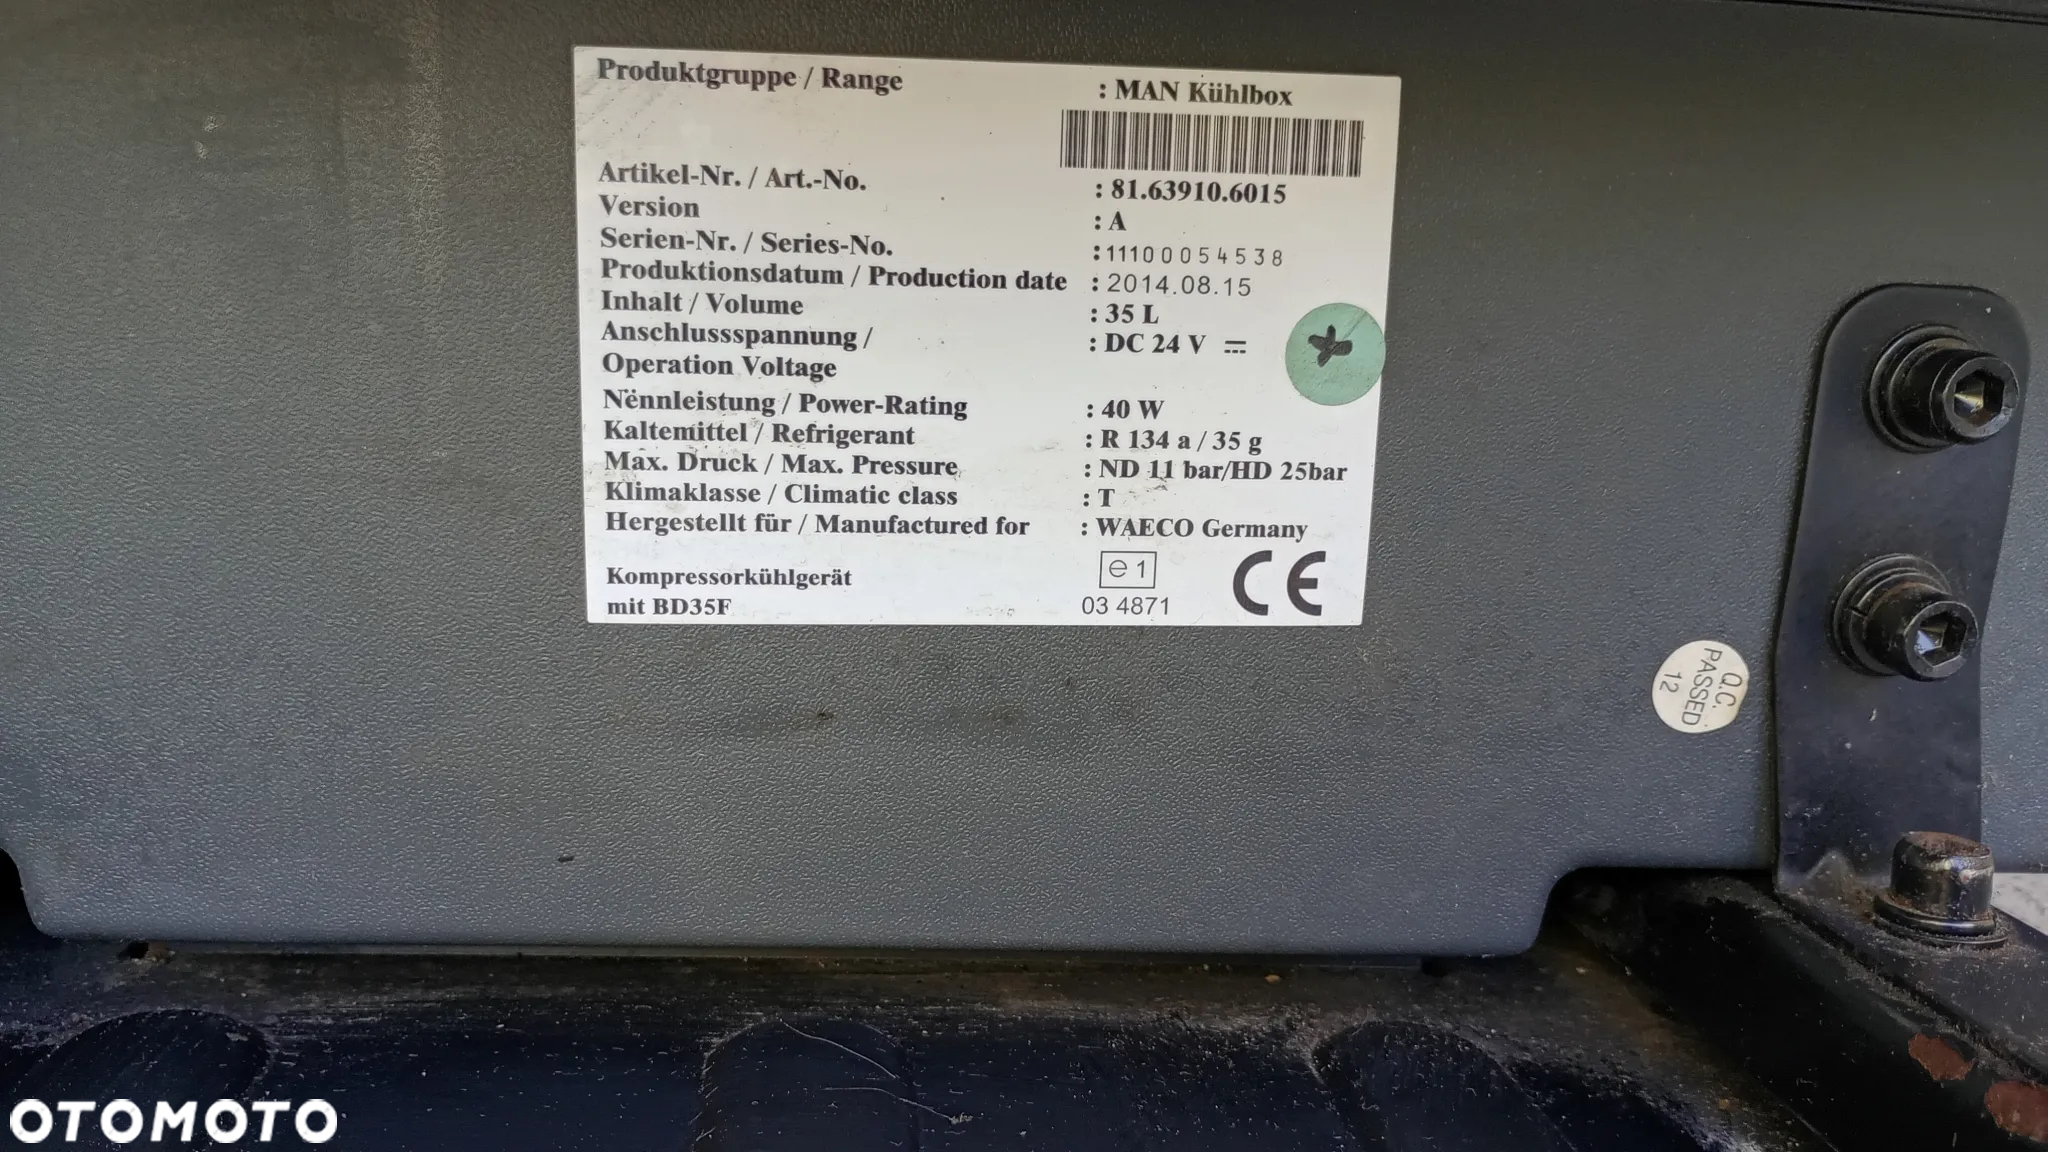 Produktgruppe / Range : MAN Kühlbox
Artikel-Nr. / Art.-No. : 81.63910.6015
Version : A
Serien-Nr. / Series-No. : 11100054538
Produktionsdatum / Production date : 2014.08.15
Inhalt / Volume : 35 L
Anschlussspannung / : DC 24 V
Operation Voltage
Nennleistung / Power-Rating : 40 W
Kaltemittel / Refrigerant : R 134 a / 35 g
Max. Druck / Max. Pressure : ND 11 bar/HD 25bar
Klimaklasse / Climatic class : T
Hergestellt für / Manufactured for : WAECO Germany
Kompressorkühlgerät e1 CE
mit BD35F 03 4871
Q.C.
PASSED
12
OTOMOTO